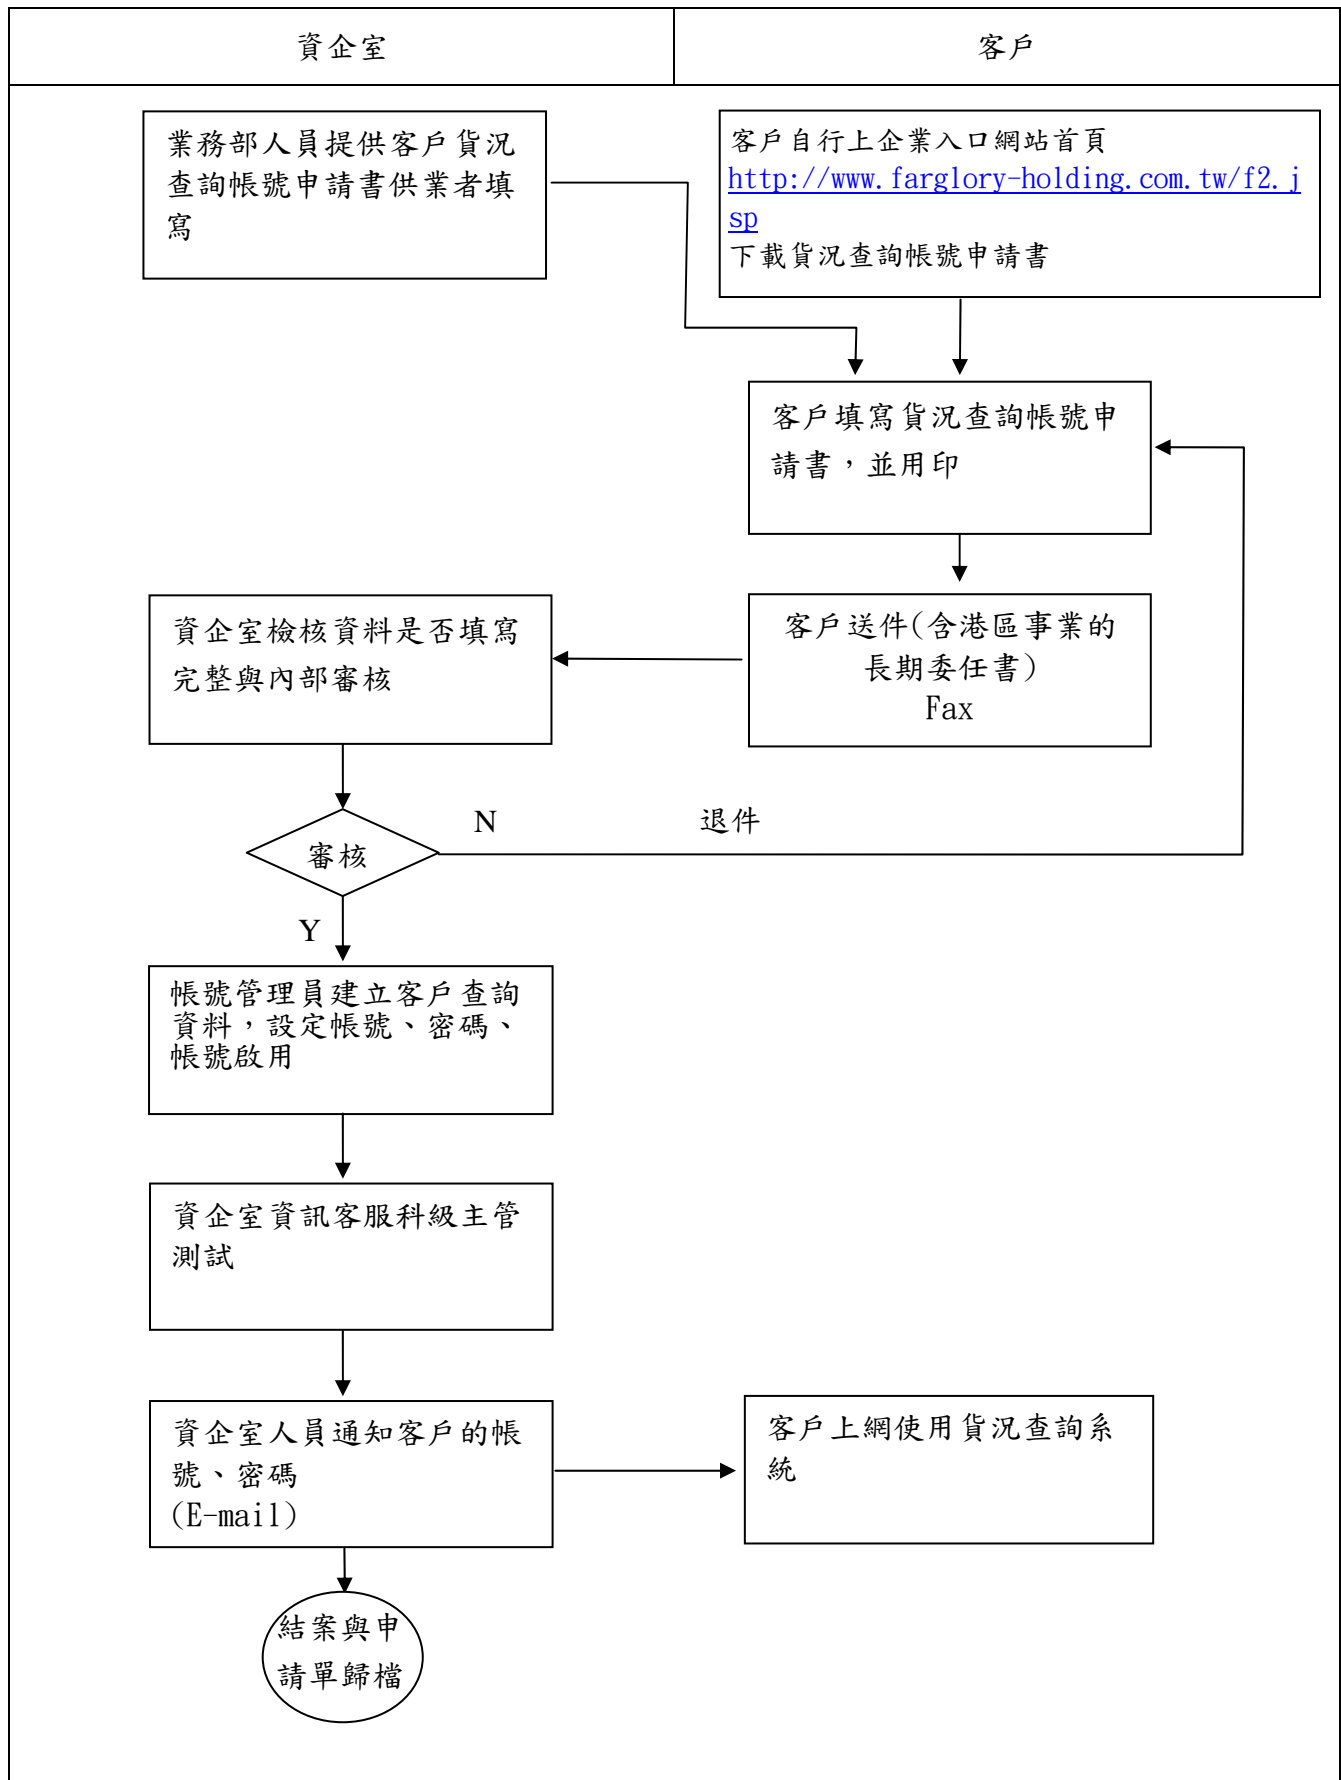 資企室
客戶
業務部人員提供客戶貨況
查詢帳號申請書供業者填
寫
客戶自行上企業入口網站首頁
http://www.farglory-holding.com.tw/f2.j
sp
下載貨況查詢帳號申請書
客戶填寫貨況查詢帳號申
請書，並用印
客戶送件(含港區事業的
長期委任書)
Fax
資企室檢核資料是否填寫
完整與內部審核
審核
N
退件
Y
帳號管理員建立客戶查詢
資料，設定帳號、密碼、
帳號啟用
資企室資訊客服科級主管
測試
資企室人員通知客戶的帳
號、密碼
(E-mail)
客戶上網使用貨況查詢系
統
結案與申
請單歸檔